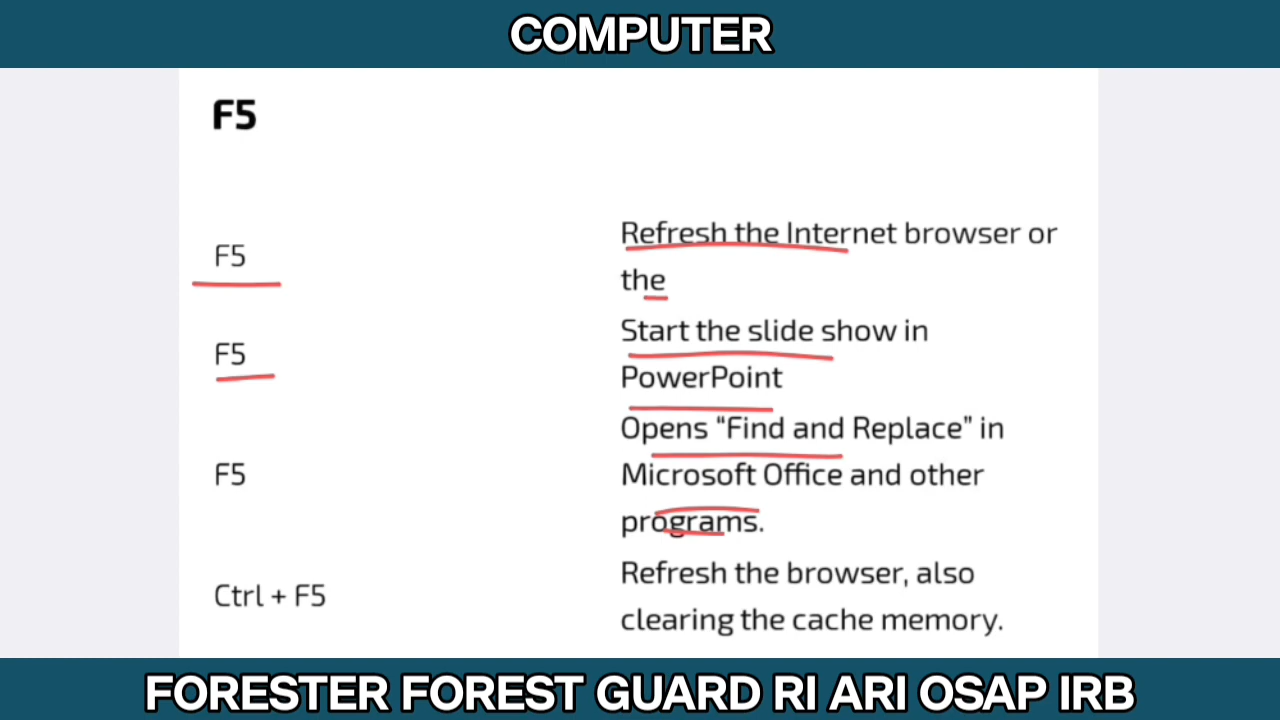 COMPUTER
F5
F5
Refresh the Internet browser or
the
F5
Start the slide show in
PowerPoint
F5
Opens “Find and Replace” in
Microsoft Office and other
programs.
Ctrl + F5
Refresh the browser, also
clearing the cache memory.
FORESTER FOREST GUARD RI ARI OSAP IRB